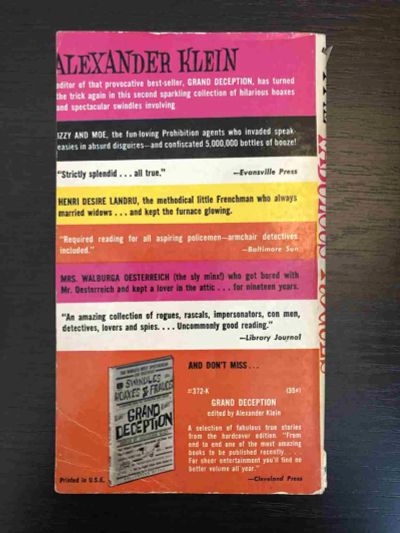 ALEXANDER KLEIN
editor of that provocative best-seller, GRAND DECEPTION, has turned
the trick again in this second sparkling collection of hilarious hoaxes
and spectacular swindles involving
IZZY AND MOE, the fun-loving Prohibition agents who invaded speak-
easies in absurd disguises—and confiscated 5,000,000 bottles of booze!
"Strictly splendid . . . all true."
—Evansville Press
HENRI DESIRE LANDRU, the methodical little Frenchman who always
married widows . . . and kept the furnace glowing.
"Required reading for all aspiring policemen—armchair detectives
included."
—Baltimore Sun
MRS. WALBURGA OESTERREICH (the sly minx!) who got bored with
Mr. Oesterreich and kept a lover in the attic . . . for nineteen years.
"An amazing collection of rogues, rascals, impersonators, con men,
detectives, lovers and spies. . . . Uncommonly good reading."
—Library Journal
AND DON'T MISS . . .
#372-K (35¢)
GRAND DECEPTION
edited by Alexander Klein
A selection of fabulous true stories
from the hardcover edition. "From
end to end one of the most amazing
books to be published recently. . . .
For sheer entertainment you'll find no
better volume all year."
—Cleveland Press
SWINDLES
HOAXES & FRAUDS
GRAND
DECEPTION
Printed in U.S.A.